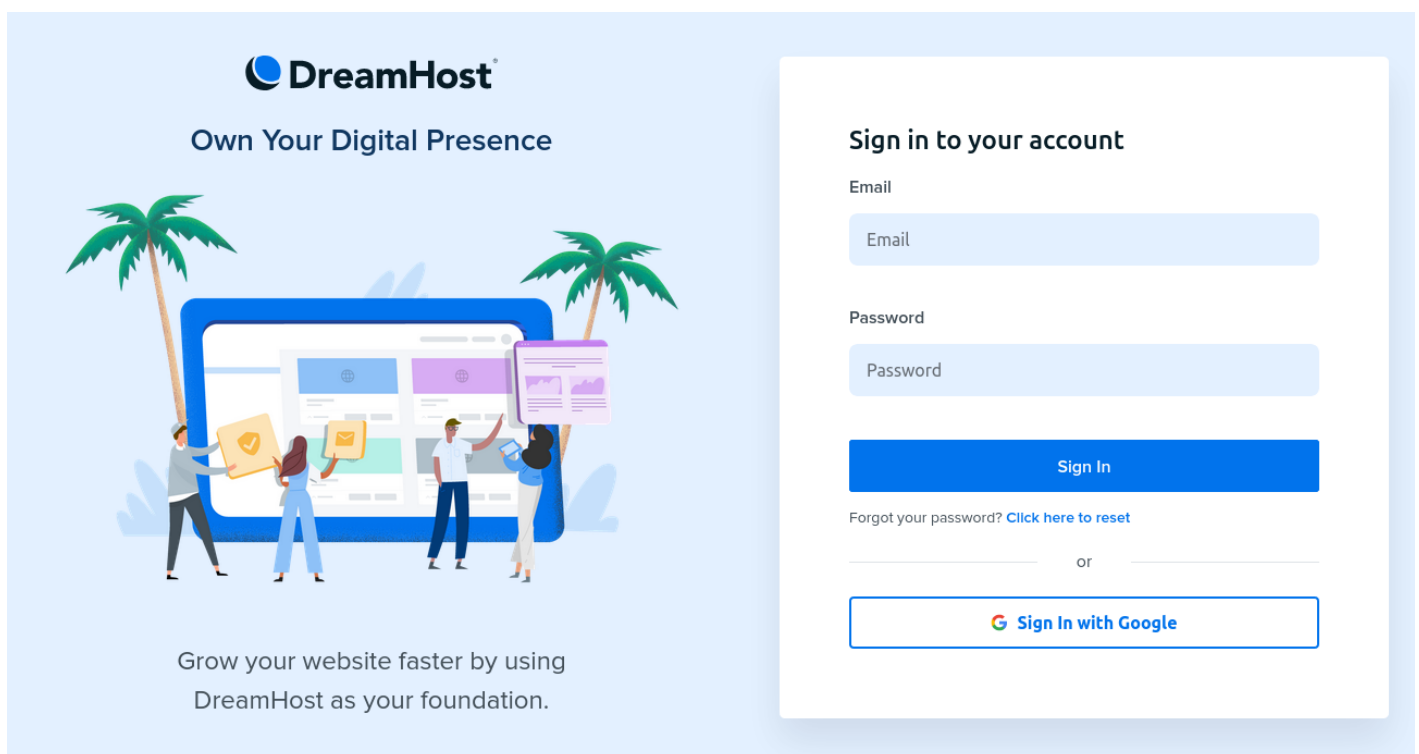 DreamHost
Own Your Digital Presence
Grow your website faster by using
DreamHost as your foundation.
Sign in to your account
Email
Email
Password
Password
Sign In
Forgot your password? Click here to reset
or
Sign In with Google